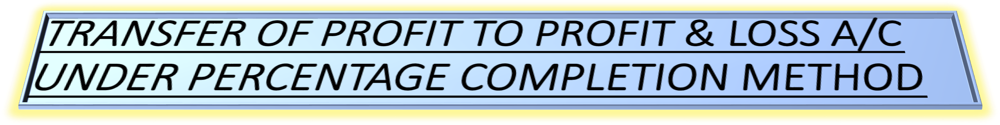 TRANSFER OF PROFIT TO PROFIT & LOSS A/C
UNDER PERCENTAGE COMPLETION METHOD